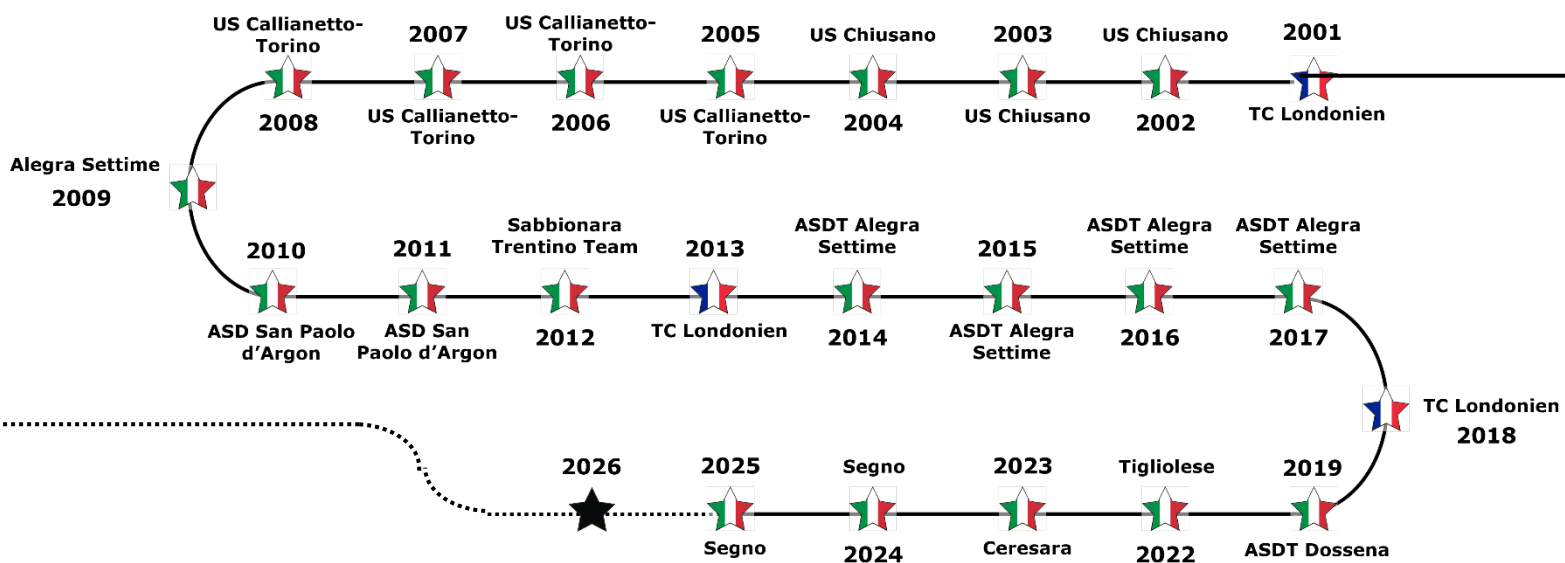 US Callianetto-
Torino
2008
2007
US Callianetto-
Torino
US Callianetto-
Torino
2006
2005
US Callianetto-
Torino
US Chiusano
2004
2003
US Chiusano
US Chiusano
2002
2001
TC Londonien
Alegra Settime
2009
2010
ASD San Paolo
d’Argon
2011
ASD San
Paolo d’Argon
Sabbionara
Trentino Team
2012
2013
TC Londonien
ASDT Alegra
Settime
2014
2015
ASDT Alegra
Settime
ASDT Alegra
Settime
2016
ASDT Alegra
Settime
2017
TC Londonien
2018
2026
2025
Segno
Segno
2024
2023
Ceresara
Tigliolese
2022
2019
ASDT Dossena